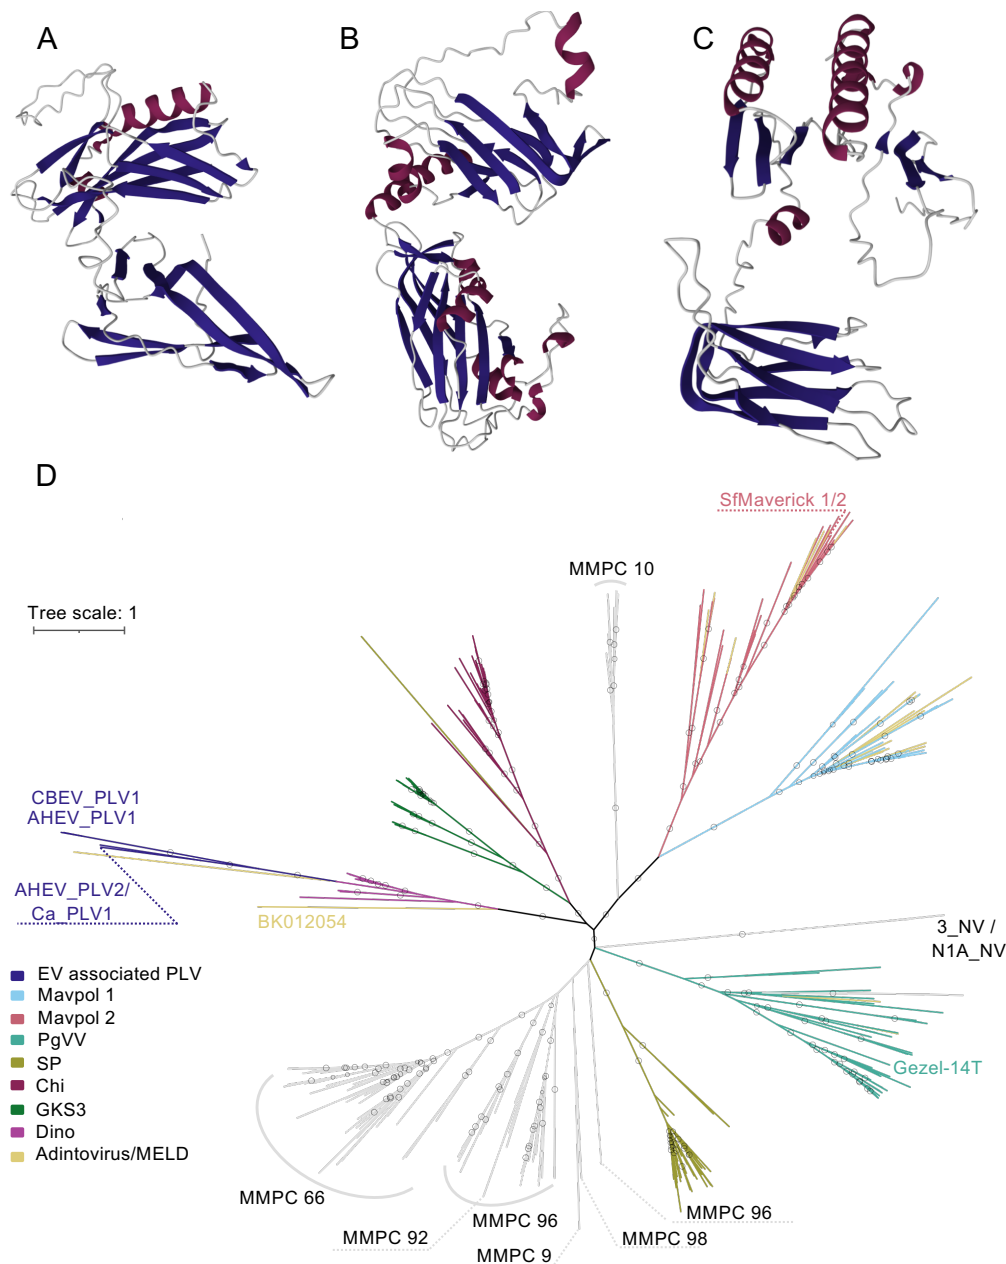 A
B
C
D
SfMaverick 1/2
MMPC 10
Tree scale: 1
CBEV_PLV1
AHEV_PLV1
AHEV_PLV2/
Ca_PLV1
BK012054
3_NV /
N1A_NV
EV associated PLV
Mavpol 1
Mavpol 2
PgVV
SP
Chi
GKS3
Dino
Adintovirus/MELD
Gezel-14T
MMPC 66
MMPC 92
MMPC 96
MMPC 9
MMPC 98
MMPC 96